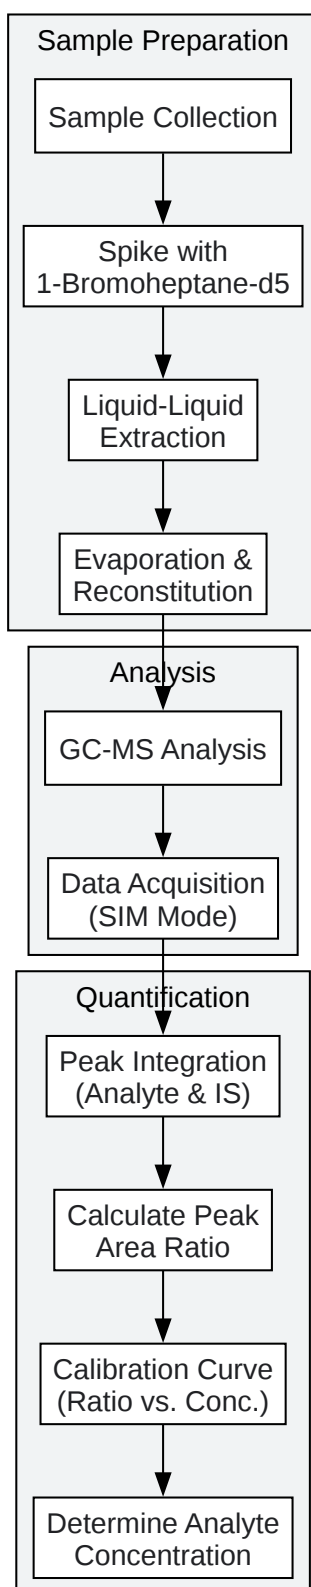 Sample Preparation
Sample Collection
Spike with
1-Bromoheptane-d5
Liquid-Liquid
Extraction
Evaporation &
Reconstitution
Analysis
GC-MS Analysis
Data Acquisition
(SIM Mode)
Quantification
Peak Integration
(Analyte & IS)
Calculate Peak
Area Ratio
Calibration Curve
(Ratio vs. Conc.)
Determine Analyte
Concentration